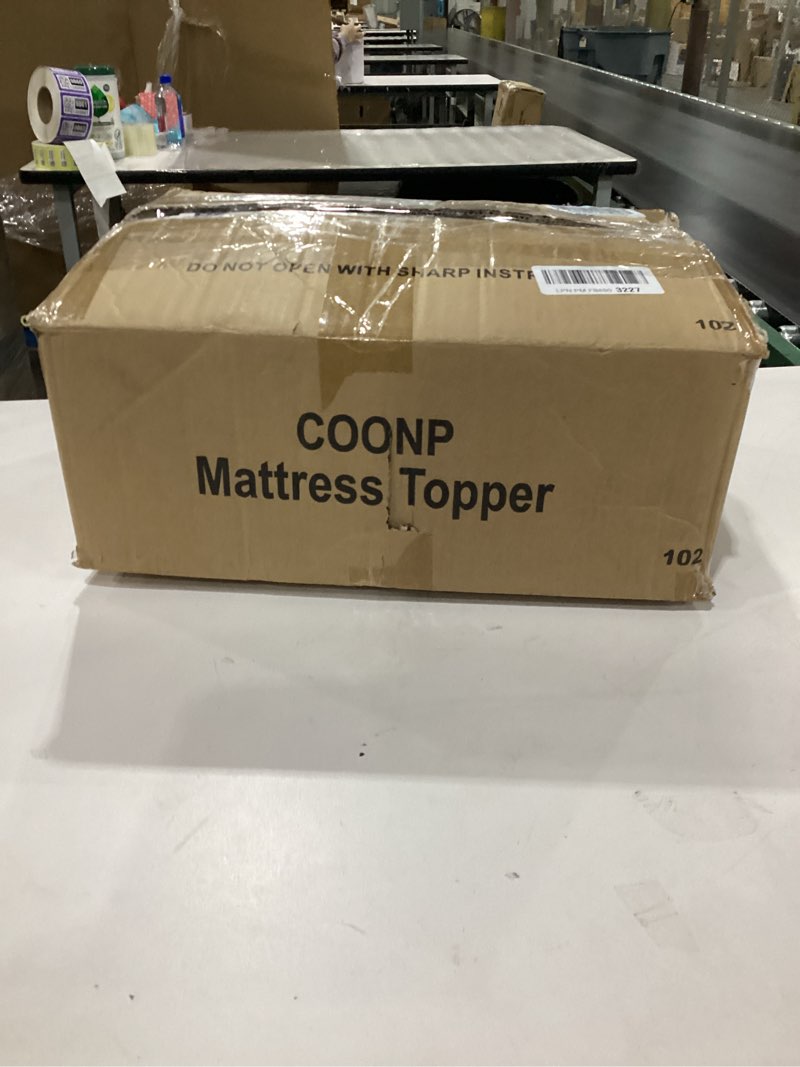 DO NOT OPEN WITH SHARP INSTR
3227
102
COONP
Mattress Topper
102